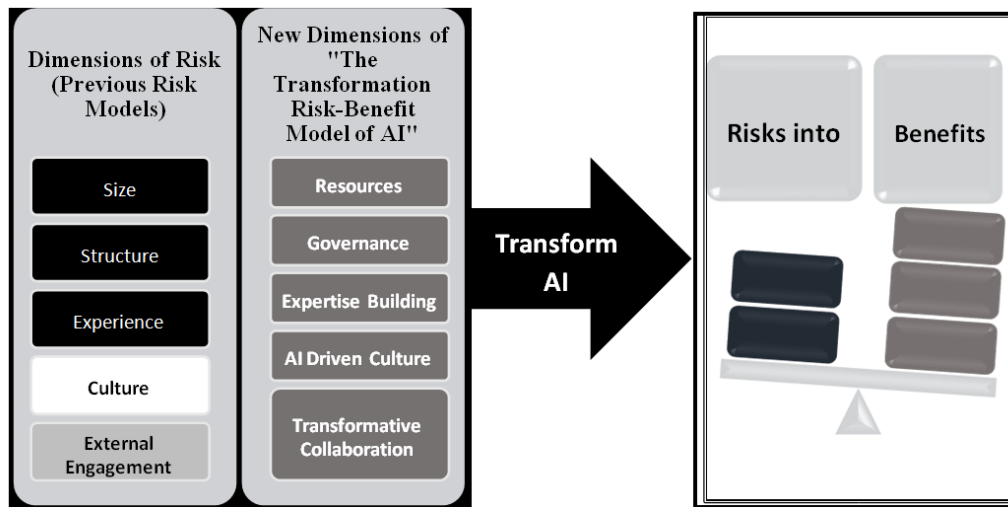 Dimensions of Risk
(Previous Risk
Models)
Size
Structure
Experience
Culture
External
Engagement
New Dimensions of
"The
Transformation
Risk-Benefit
Model of AI"
Resources
Governance
Expertise Building
AI Driven Culture
Transformative
Collaboration
Transform
AI
Risks into
Benefits